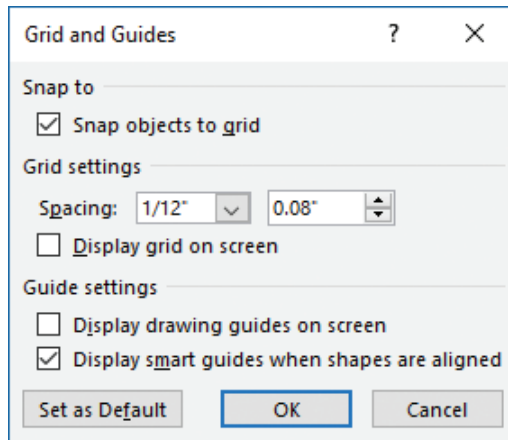 Grid and Guides ?
Snap to
Snap objects to grid
Grid settings
Spacing: 1/12" 0.08"
Display grid on screen
Guide settings
Display drawing guides on screen
Display smart guides when shapes are aligned
Set as Default OK Cancel